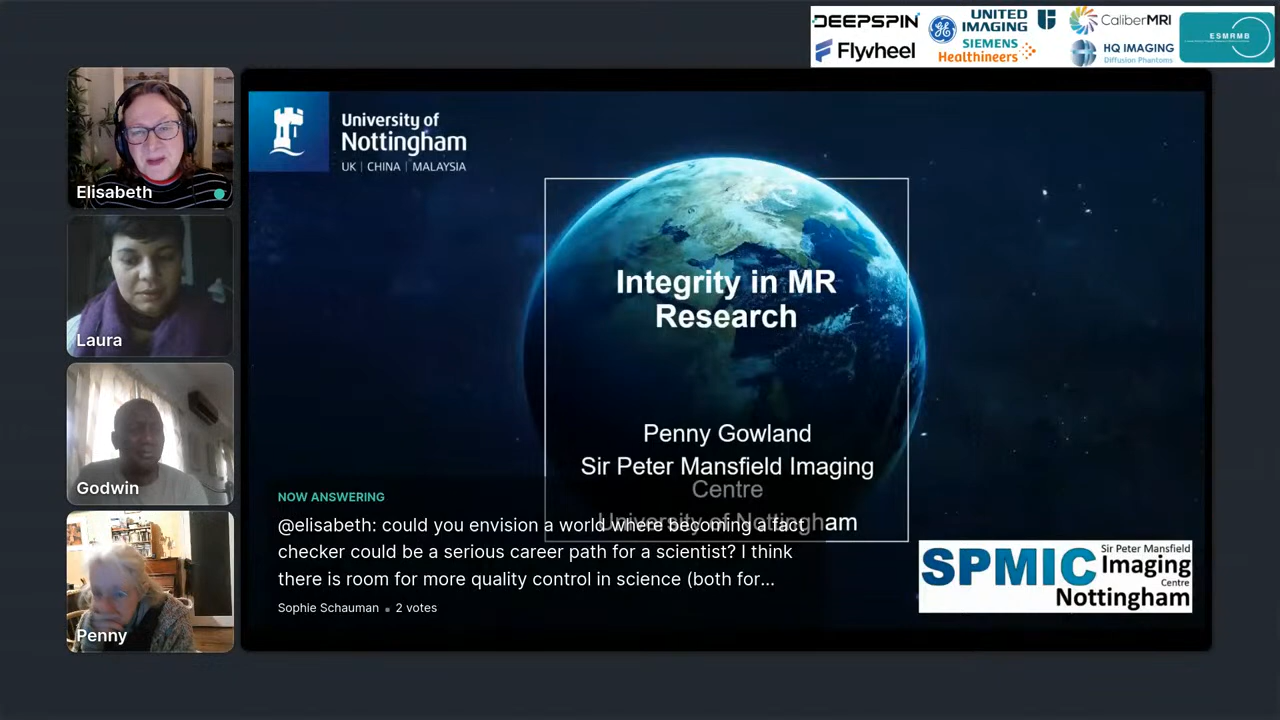 DEEPSPIN
Flyheel
UNITED
IMAGING
SIEMENS
Healthineers
CaliberMRI
HQ IMAGING
Diffusion Phantoms
ESMRMB
Elisabeth
Laura
Godwin
Penny
University of
Nottingham
UK | CHINA | MALAYSIA
Integrity in MR
Research
Penny Gowland
Sir Peter Mansfield Imaging
Centre
University of Nottingham
NOW ANSWERING
@elisabeth: could you envision a world where becoming a fact
checker could be a serious career path for a scientist? I think
there is room for more quality control in science (both for...
Sophie Schauman 2 votes
SPMIC
Sir Peter Mansfield
Imaging
Centre
Nottingham